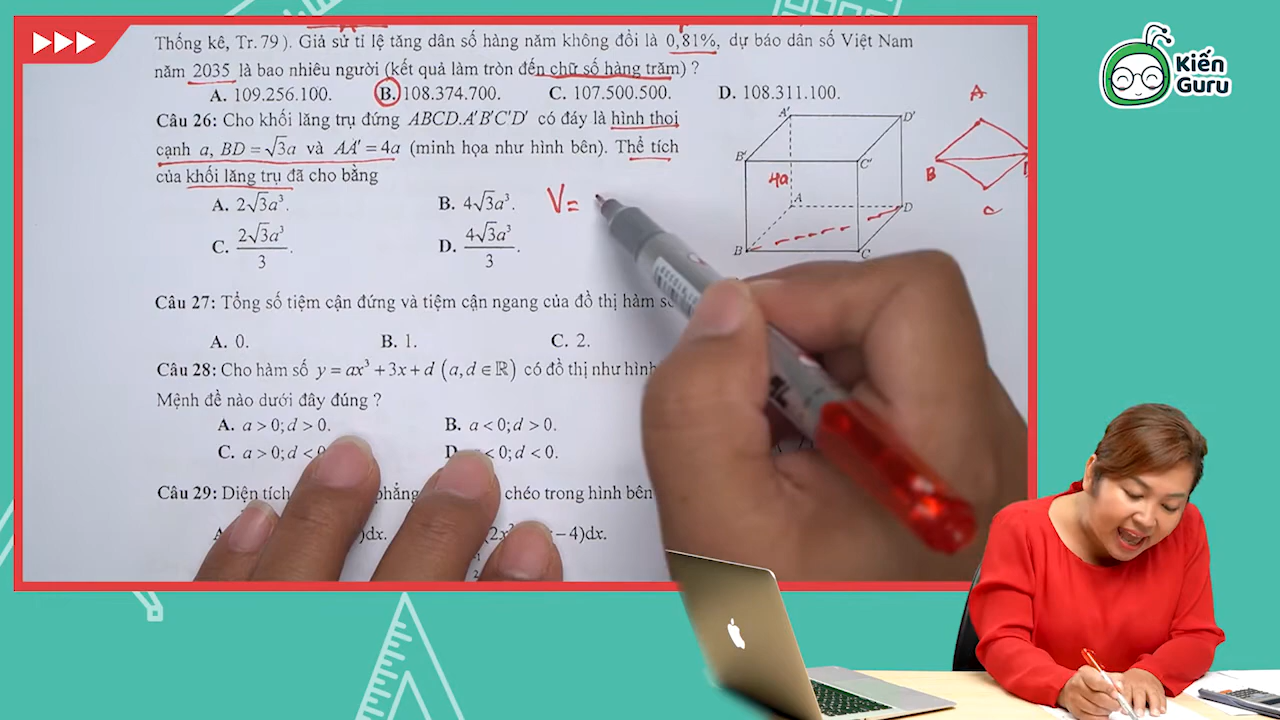 Thống kê, Tr. 79 ). Giả sử tỉ lệ tăng dân số hàng năm không đổi là 0,81%, dự báo dân số Việt Nam
năm 2035 là bao nhiêu người (kết quả làm tròn đến chữ số hàng trăm) ?
A. 109.256.100. B. 108.374.700. C. 107.500.500. D. 108.311.100.
Câu 26: Cho khối lăng trụ đứng ABCD.A'B'C'D' có đáy là hình thoi
cạnh a, BD = √3a và AA' = 4a (minh họa như hình bên). Thể tích
của khối lăng trụ đã cho bằng
A. 2√3a³. B. 4√3a³.
C. 2√3a³/3. D. 4√3a³/3.
V=
A' D'
B' C'
4a
A D
B C
A
B
C
Câu 27: Tổng số tiệm cận đứng và tiệm cận ngang của đồ thị hàm số
A. 0. B. 1. C. 2.
Câu 28: Cho hàm số y = ax³ + 3x + d (a, d ∈ ℝ) có đồ thị như hình
Mệnh đề nào dưới đây đúng ?
A. a > 0; d > 0. B. a < 0; d > 0.
C. a > 0; d < 0 < 0; d < 0.
Câu 29: Diện tích phẳng chéo trong hình bên
)dx. – 4)dx.
Kiến
Guru